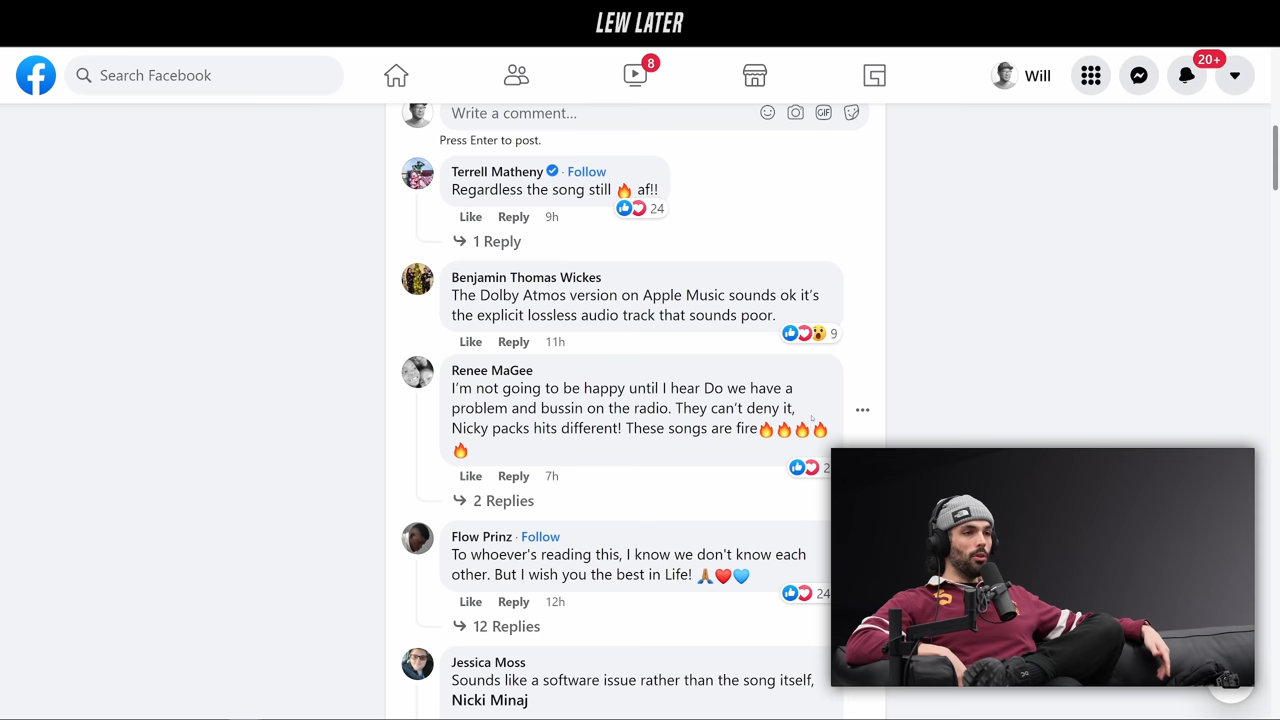 LEW LATER
Search Facebook
8
Will
20+
Write a comment...
GIF
Press Enter to post.
Terrell Matheny · Follow
Regardless the song still 🔥 af!!
24
Like Reply 9h
1 Reply
Benjamin Thomas Wickes
The Dolby Atmos version on Apple Music sounds ok it's
the explicit lossless audio track that sounds poor.
9
Like Reply 11h
Renee MaGee
I'm not going to be happy until I hear Do we have a
problem and bussin on the radio. They can't deny it,
Nicky packs hits different! These songs are fire🔥🔥🔥🔥
🔥
Like Reply 7h
2 Replies
Flow Prinz · Follow
To whoever's reading this, I know we don't know each
other. But I wish you the best in Life! 🙏🏽❤️💙
24
Like Reply 12h
12 Replies
Jessica Moss
Sounds like a software issue rather than the song itself,
Nicki Minaj